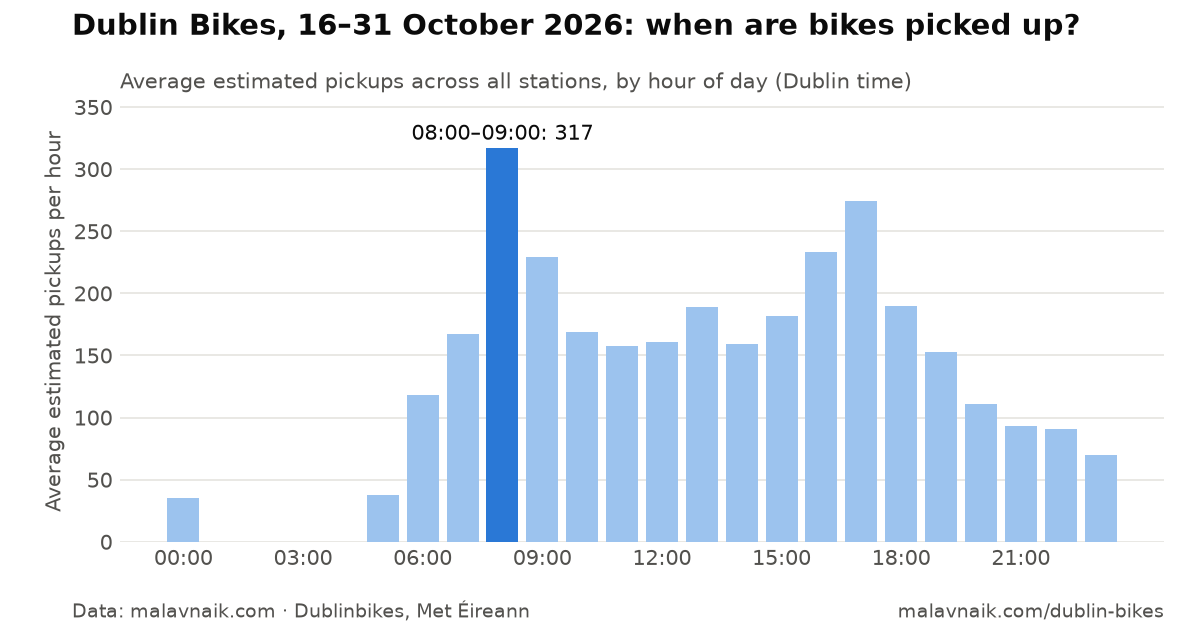 Dublin Bikes, 16–31 October 2026: when are bikes picked up?
Average estimated pickups across all stations, by hour of day (Dublin time)
Average estimated pickups per hour
350
300
250
200
150
100
50
0
08:00–09:00: 317
00:00 03:00 06:00 09:00 12:00 15:00 18:00 21:00
Data: malavnaik.com · Dublinbikes, Met Éireann
malavnaik.com/dublin-bikes